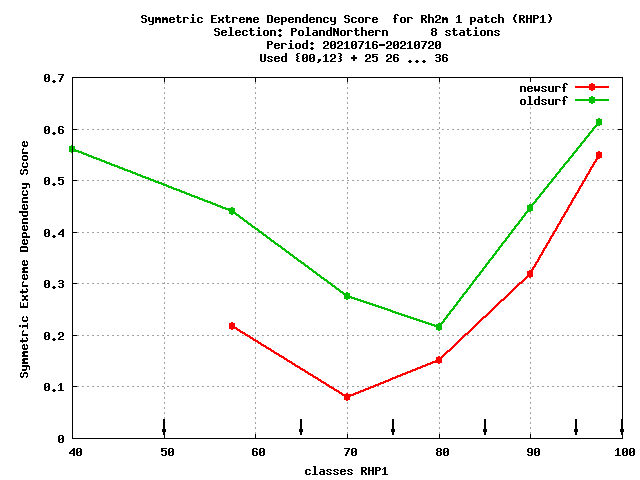 Symmetric Extreme Dependency Score  for Rh2m 1 patch (RHP1)
Selection: PolandNorthern      8 stations
Period: 20210716-20210720
Used {00,12} + 25 26 ... 36
newsurf
oldsurf
Symmetric Extreme Dependency Score
0.7
0.6
0.5
0.4
0.3
0.2
0.1
0
40 50 60 70 80 90 100
classes RHP1